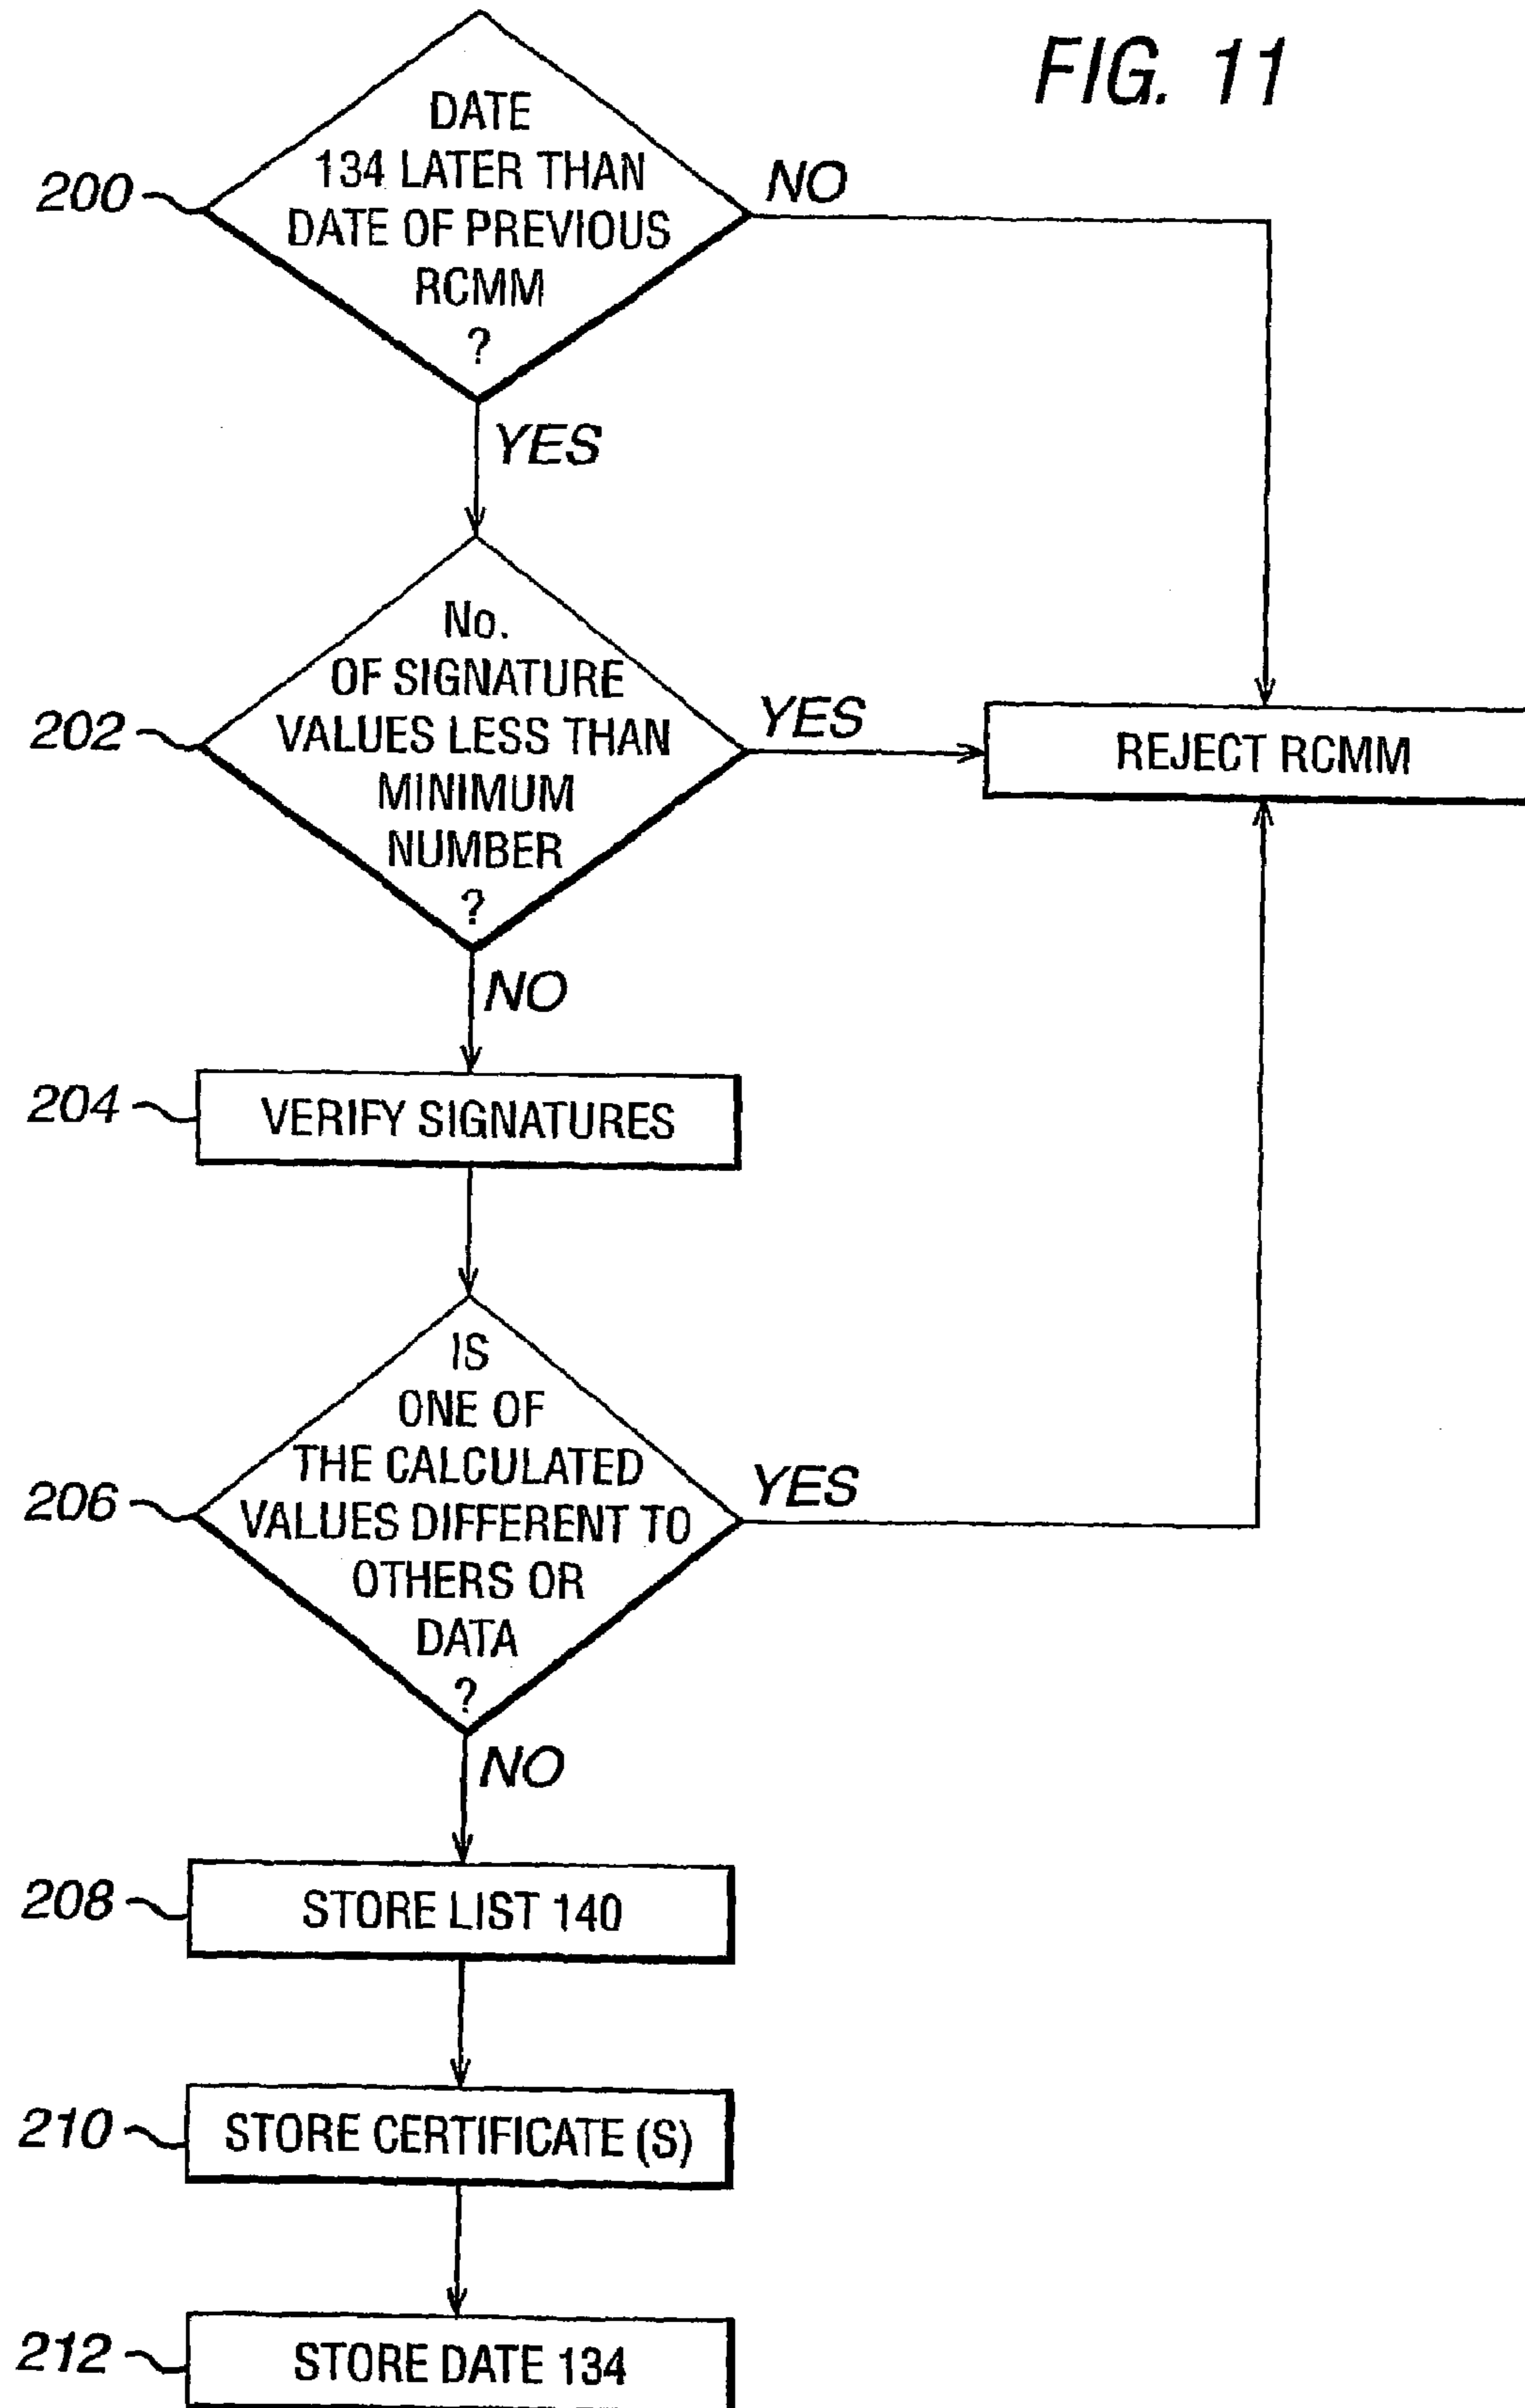 FIG. 11
200
DATE
134 LATER THAN
DATE OF PREVIOUS
RCMM
?
NO
YES
202
No.
OF SIGNATURE
VALUES LESS THAN
MINIMUM
NUMBER
?
YES
REJECT RCMM
NO
204
VERIFY SIGNATURES
206
IS
ONE OF
THE CALCULATED
VALUES DIFFERENT TO
OTHERS OR
DATA
?
YES
NO
208
STORE LIST 140
210
STORE CERTIFICATE (S)
212
STORE DATE 134